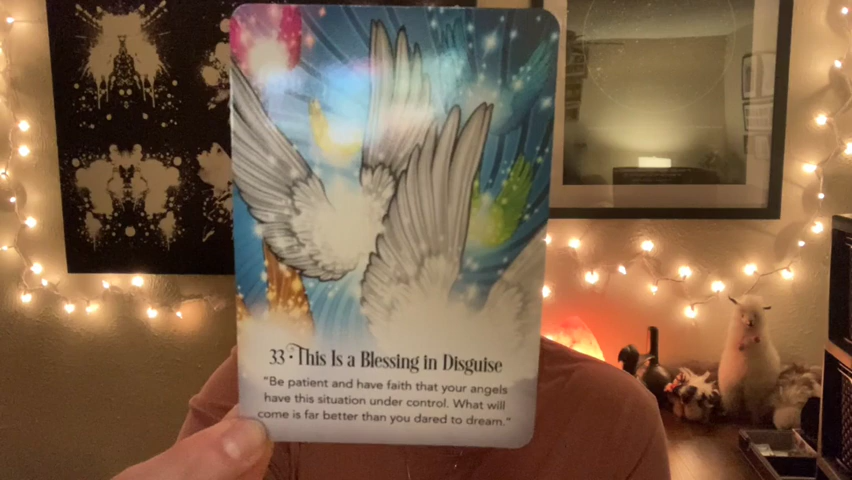 33 • This Is a Blessing in Disguise
"Be patient and have faith that your angels
have this situation under control. What will
come is far better than you dared to dream."